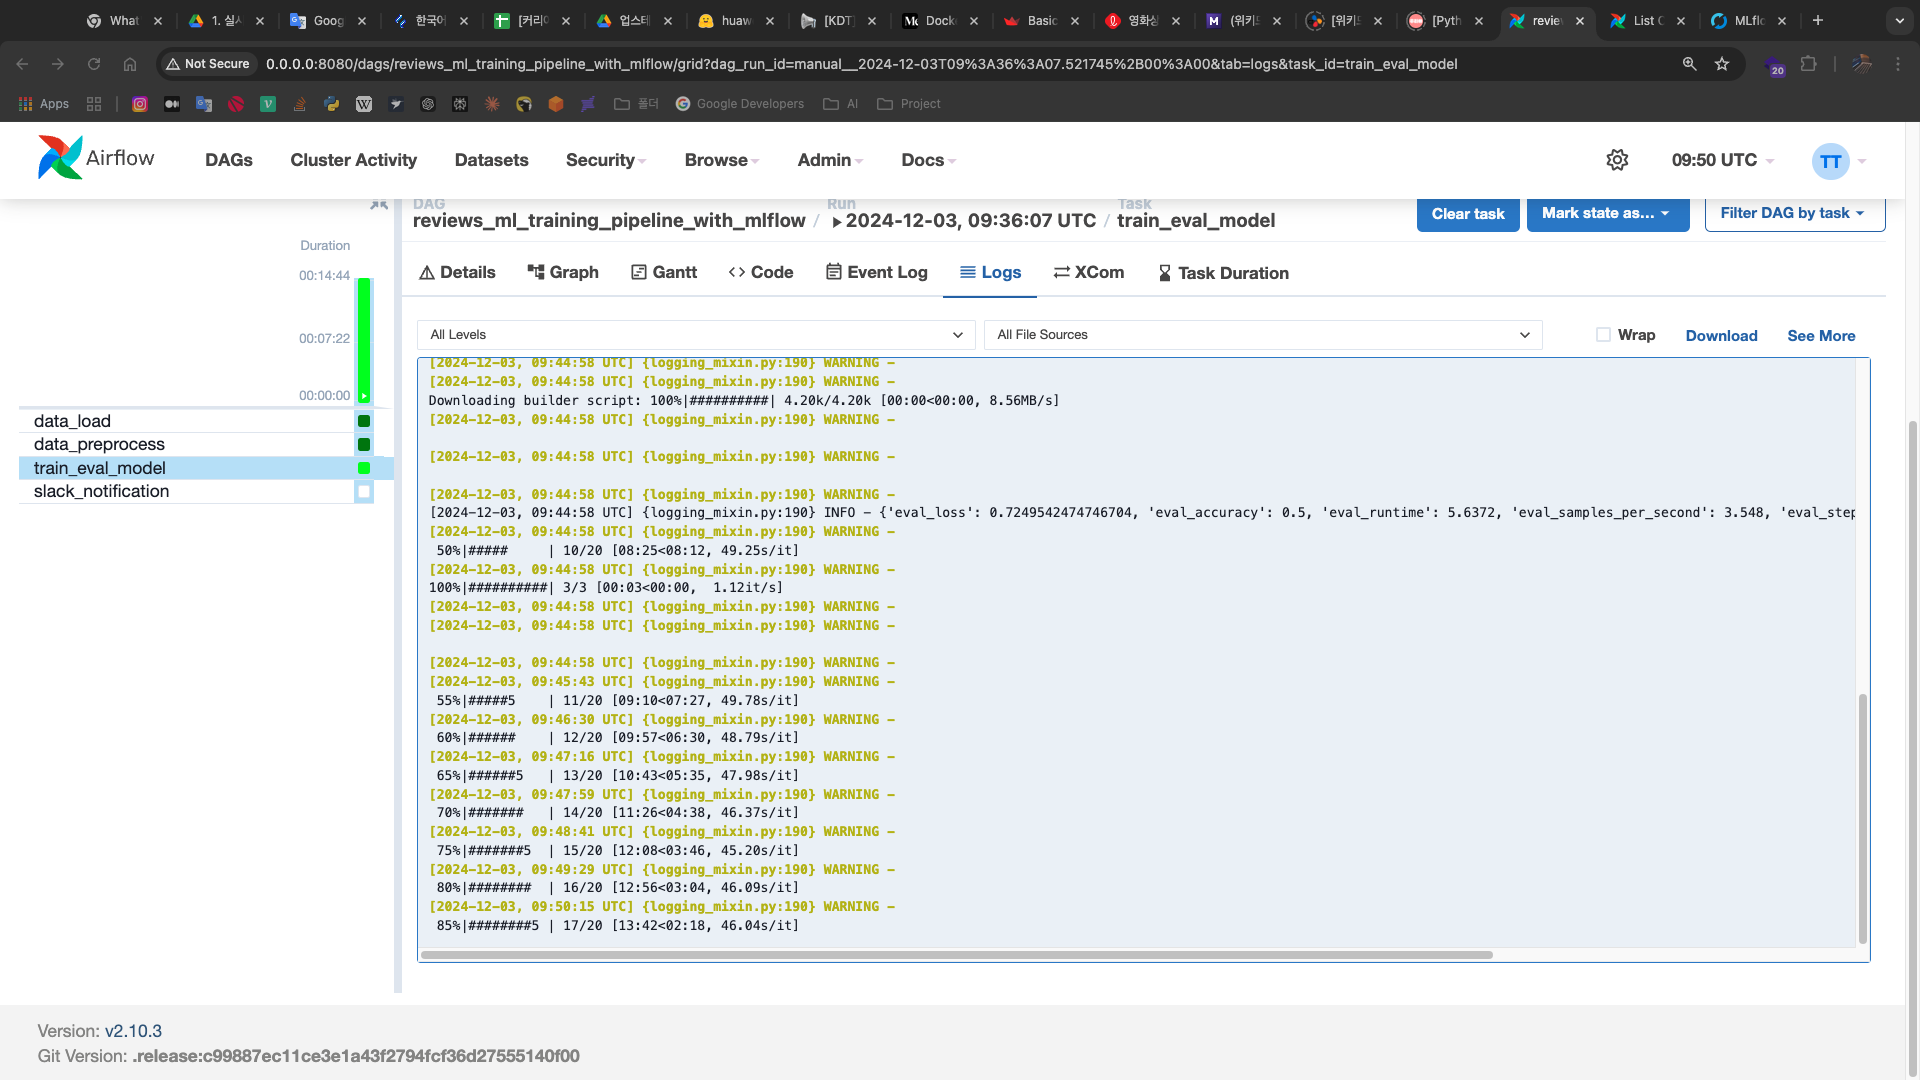 What
1. 실시
Goog
한국어
[커리어
업스테
huaw
[KDT]
Dock
Basic
영화상
(위키
[위키
[Pyth
review
List C
MLflo
Not Secure
0.0.0.0:8080/dags/reviews_ml_training_pipeline_with_mlflow/grid?dag_run_id=manual__2024-12-03T09%3A36%3A07.521745%2B00%3A00&tab=logs&task_id=train_eval_model
20
Apps
폴더
Google Developers
AI
Project
Airflow
DAGs
Cluster Activity
Datasets
Security
Browse
Admin
Docs
09:50 UTC
TT
DAG
reviews_ml_training_pipeline_with_mlflow
/
Run
2024-12-03, 09:36:07 UTC
/
Task
train_eval_model
Clear task
Mark state as...
Filter DAG by task
Duration
00:14:44
00:07:22
00:00:00
data_load
data_preprocess
train_eval_model
slack_notification
Details
Graph
Gantt
Code
Event Log
Logs
XCom
Task Duration
All Levels
All File Sources
Wrap
Download
See More
[2024-12-03, 09:44:58 UTC] {logging_mixin.py:190} WARNING -
[2024-12-03, 09:44:58 UTC] {logging_mixin.py:190} WARNING -
Downloading builder script: 100%|##########| 4.20k/4.20k [00:00<00:00, 8.56MB/s]
[2024-12-03, 09:44:58 UTC] {logging_mixin.py:190} WARNING -
[2024-12-03, 09:44:58 UTC] {logging_mixin.py:190} WARNING -
[2024-12-03, 09:44:58 UTC] {logging_mixin.py:190} WARNING -
[2024-12-03, 09:44:58 UTC] {logging_mixin.py:190} INFO - {'eval_loss': 0.7249542474746704, 'eval_accuracy': 0.5, 'eval_runtime': 5.6372, 'eval_samples_per_second': 3.548, 'eval_step
[2024-12-03, 09:44:58 UTC] {logging_mixin.py:190} WARNING -
50%|#####     | 10/20 [08:25<08:12, 49.25s/it]
[2024-12-03, 09:44:58 UTC] {logging_mixin.py:190} WARNING -
100%|##########| 3/3 [00:03<00:00,  1.12it/s]
[2024-12-03, 09:44:58 UTC] {logging_mixin.py:190} WARNING -
[2024-12-03, 09:44:58 UTC] {logging_mixin.py:190} WARNING -
[2024-12-03, 09:44:58 UTC] {logging_mixin.py:190} WARNING -
[2024-12-03, 09:45:43 UTC] {logging_mixin.py:190} WARNING -
55%|#####5    | 11/20 [09:10<07:27, 49.78s/it]
[2024-12-03, 09:46:30 UTC] {logging_mixin.py:190} WARNING -
60%|######    | 12/20 [09:57<06:30, 48.79s/it]
[2024-12-03, 09:47:16 UTC] {logging_mixin.py:190} WARNING -
65%|######5   | 13/20 [10:43<05:35, 47.98s/it]
[2024-12-03, 09:47:59 UTC] {logging_mixin.py:190} WARNING -
70%|#######   | 14/20 [11:26<04:38, 46.37s/it]
[2024-12-03, 09:48:41 UTC] {logging_mixin.py:190} WARNING -
75%|#######5  | 15/20 [12:08<03:46, 45.20s/it]
[2024-12-03, 09:49:29 UTC] {logging_mixin.py:190} WARNING -
80%|########  | 16/20 [12:56<03:04, 46.09s/it]
[2024-12-03, 09:50:15 UTC] {logging_mixin.py:190} WARNING -
85%|########5 | 17/20 [13:42<02:18, 46.04s/it]
Version: v2.10.3
Git Version: .release:c99887ec11ce3e1a43f2794fcf36d27555140f00